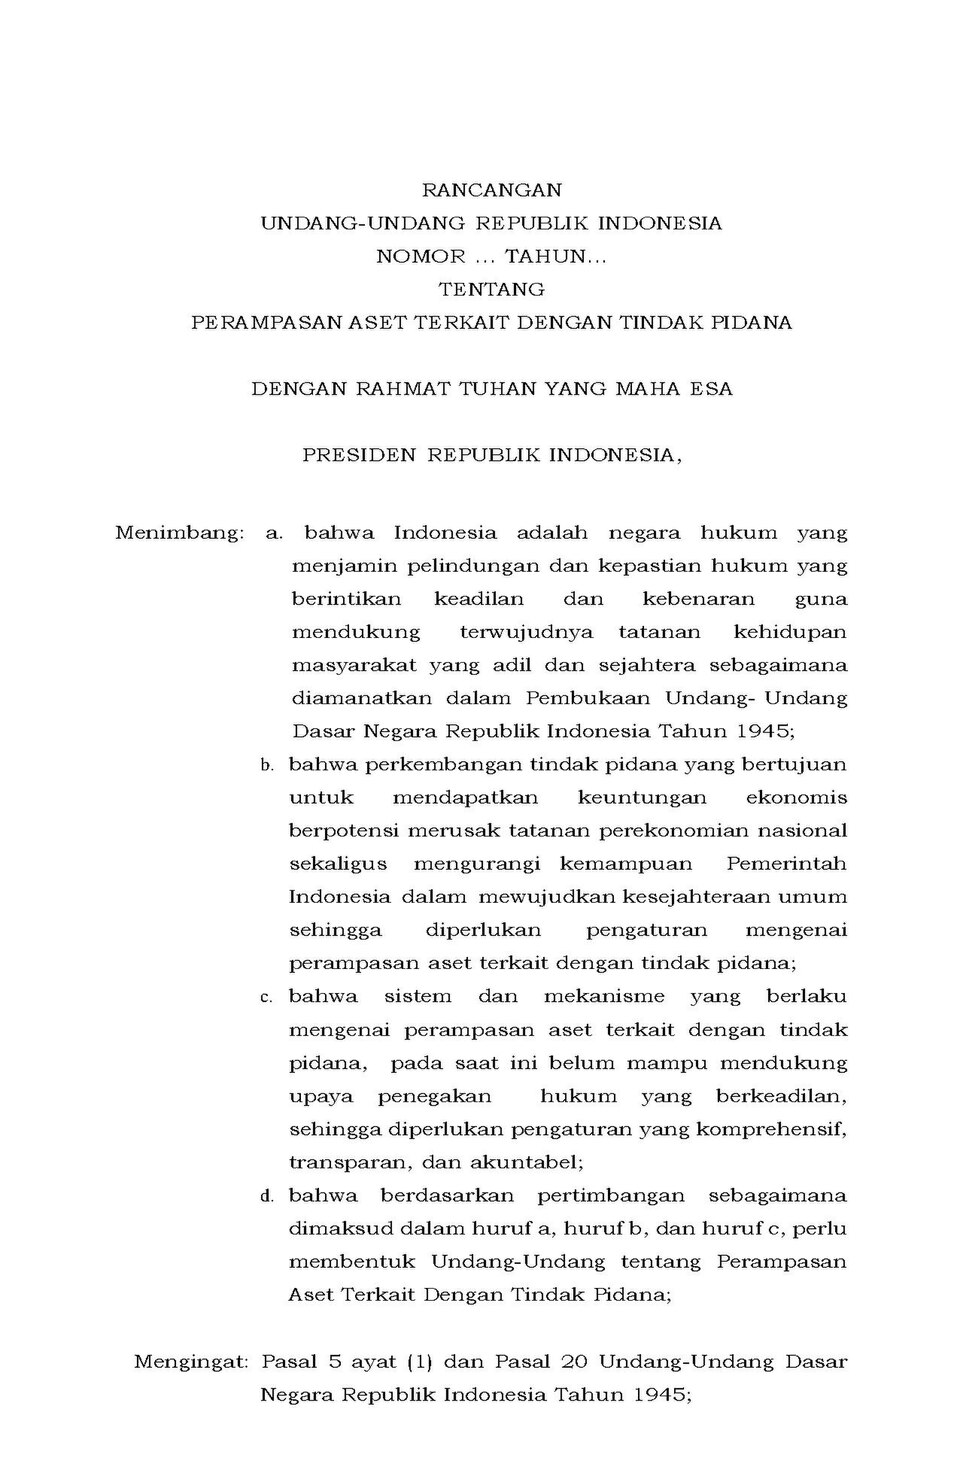 RANCANGAN
UNDANG-UNDANG REPUBLIK INDONESIA
NOMOR ... TAHUN...
TENTANG
PERAMPASAN ASET TERKAIT DENGAN TINDAK PIDANA
DENGAN RAHMAT TUHAN YANG MAHA ESA
PRESIDEN REPUBLIK INDONESIA,
Menimbang: a. bahwa Indonesia adalah negara hukum yang
menjamin pelindungan dan kepastian hukum yang
berintikan keadilan dan kebenaran guna
mendukung terwujudnya tatanan kehidupan
masyarakat yang adil dan sejahtera sebagaimana
diamanatkan dalam Pembukaan Undang- Undang
Dasar Negara Republik Indonesia Tahun 1945;
b. bahwa perkembangan tindak pidana yang bertujuan
untuk mendapatkan keuntungan ekonomis
berpotensi merusak tatanan perekonomian nasional
sekaligus mengurangi kemampuan Pemerintah
Indonesia dalam mewujudkan kesejahteraan umum
sehingga diperlukan pengaturan mengenai
perampasan aset terkait dengan tindak pidana;
c. bahwa sistem dan mekanisme yang berlaku
mengenai perampasan aset terkait dengan tindak
pidana, pada saat ini belum mampu mendukung
upaya penegakan hukum yang berkeadilan,
sehingga diperlukan pengaturan yang komprehensif,
transparan, dan akuntabel;
d. bahwa berdasarkan pertimbangan sebagaimana
dimaksud dalam huruf a, huruf b, dan huruf c, perlu
membentuk Undang-Undang tentang Perampasan
Aset Terkait Dengan Tindak Pidana;
Mengingat: Pasal 5 ayat (1) dan Pasal 20 Undang-Undang Dasar
Negara Republik Indonesia Tahun 1945;